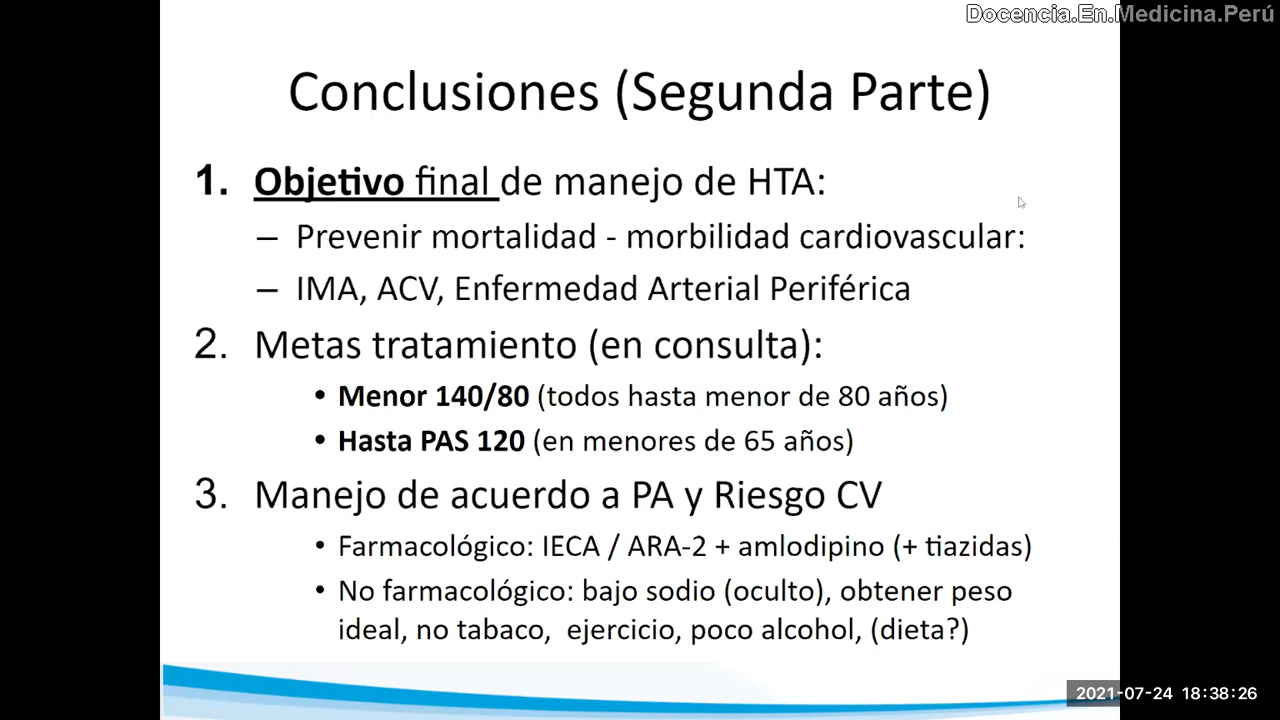 Docencia.En.Medicina.Perú
Conclusiones (Segunda Parte)
1. Objetivo final de manejo de HTA:
– Prevenir mortalidad - morbilidad cardiovascular:
– IMA, ACV, Enfermedad Arterial Periférica
2. Metas tratamiento (en consulta):
• Menor 140/80 (todos hasta menor de 80 años)
• Hasta PAS 120 (en menores de 65 años)
3. Manejo de acuerdo a PA y Riesgo CV
• Farmacológico: IECA / ARA-2 + amlodipino (+ tiazidas)
• No farmacológico: bajo sodio (oculto), obtener peso
ideal, no tabaco, ejercicio, poco alcohol, (dieta?)
2021-07-24 18:38:26